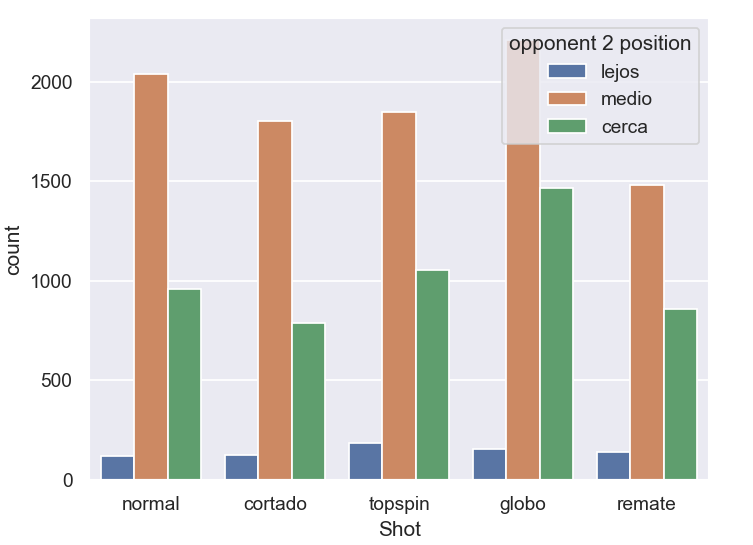 opponent 2 position
lejos
medio
cerca
2000
1500
1000
500
0
count
normal cortado topspin globo remate
Shot